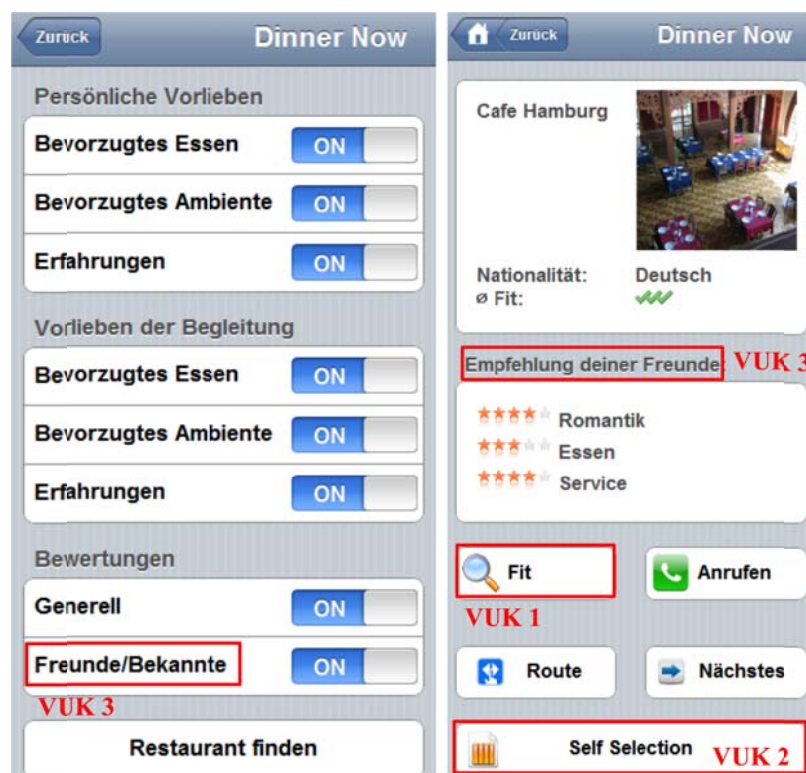 Zurück Dinner Now
Persönliche Vorlieben
Bevorzugtes Essen ON
Bevorzugtes Ambiente ON
Erfahrungen ON
Vorlieben der Begleitung
Bevorzugtes Essen ON
Bevorzugtes Ambiente ON
Erfahrungen ON
Bewertungen
Generell ON
Freunde/Bekannte ON
VUK 3
Restaurant finden
Zurück Dinner Now
Cafe Hamburg
Nationalität: Deutsch
ø Fit:
Empfehlung deiner Freunde: VUK 3
Romantik
Essen
Service
Fit Anrufen
VUK 1
Route Nächstes
Self Selection VUK 2